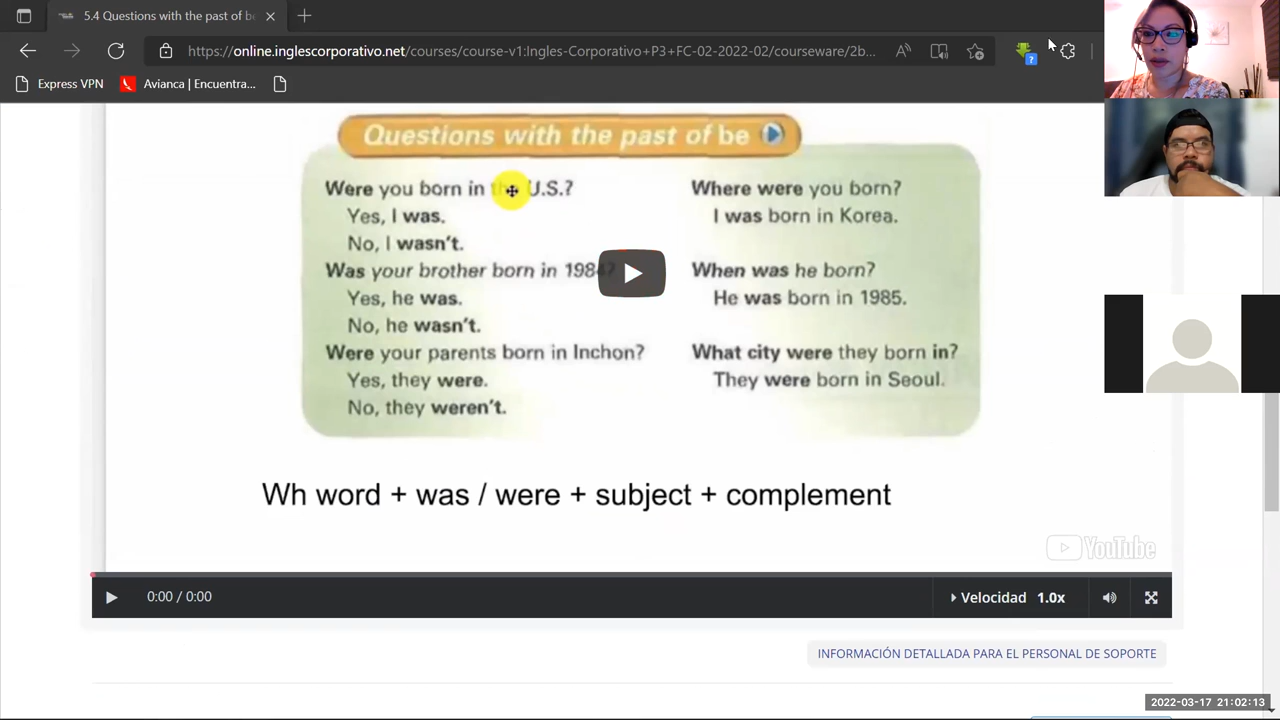 5.4 Questions with the past of be
https://online.inglescorporativo.net/courses/course-v1:Ingles-Corporativo+P3+FC-02-2022-02/courseware/2b...
Express VPN
Avianca | Encuentra...
Questions with the past of be
Were you born in the U.S.?
Yes, I was.
No, I wasn't.
Was your brother born in 1984?
Yes, he was.
No, he wasn't.
Were your parents born in Inchon?
Yes, they were.
No, they weren't.
Where were you born?
I was born in Korea.
When was he born?
He was born in 1985.
What city were they born in?
They were born in Seoul.
Wh word + was / were + subject + complement
YouTube
0:00 / 0:00
Velocidad 1.0x
INFORMACIÓN DETALLADA PARA EL PERSONAL DE SOPORTE
2022-03-17 21:02:13